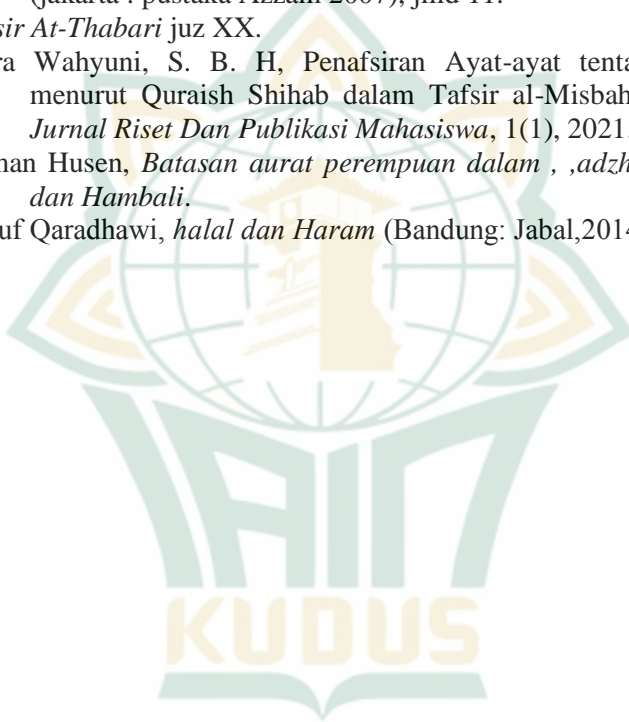 (jakarta : pustaka Azzam 2007), jilid 11.
sir At-Thabari juz XX.
ra Wahyuni, S. B. H, Penafsiran Ayat-ayat tenta
menurut Quraish Shihab dalam Tafsir al-Misbah
Jurnal Riset Dan Publikasi Mahasiswa, 1(1), 2021.
man Husen, Batasan aurat perempuan dalam , ,adzh
dan Hambali.
uf Qaradhawi, halal dan Haram (Bandung: Jabal,2014
IAIN
KUDUS